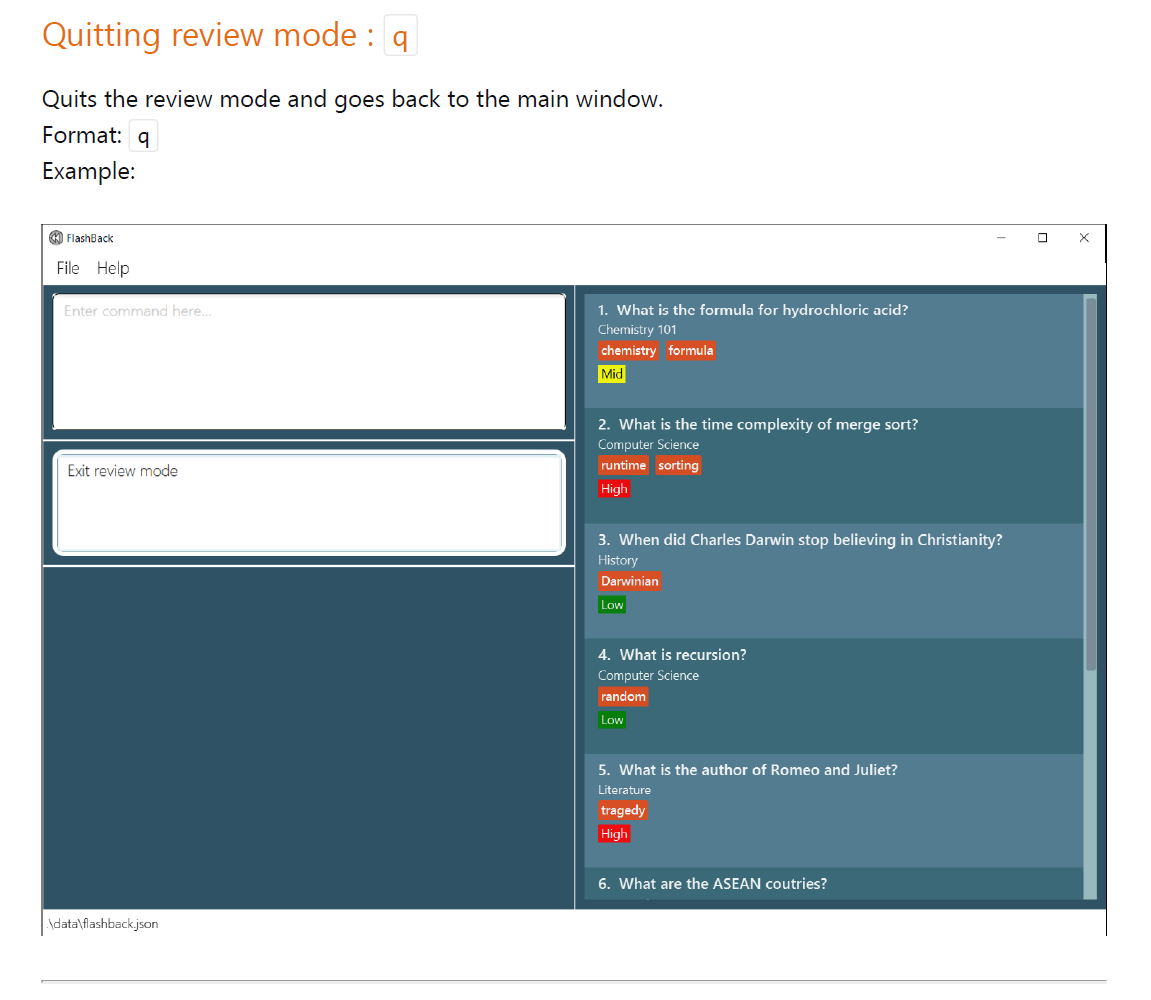 Quitting review mode : q
Quits the review mode and goes back to the main window.
Format: q
Example:
FlashBack
File Help
Enter command here...
Exit review mode
1. What is the formula for hydrochloric acid?
Chemistry 101
chemistry formula
Mid
2. What is the time complexity of merge sort?
Computer Science
runtime sorting
High
3. When did Charles Darwin stop believing in Christianity?
History
Darwinian
Low
4. What is recursion?
Computer Science
random
Low
5. What is the author of Romeo and Juliet?
Literature
tragedy
High
6. What are the ASEAN coutries?
.\data\flashback.json